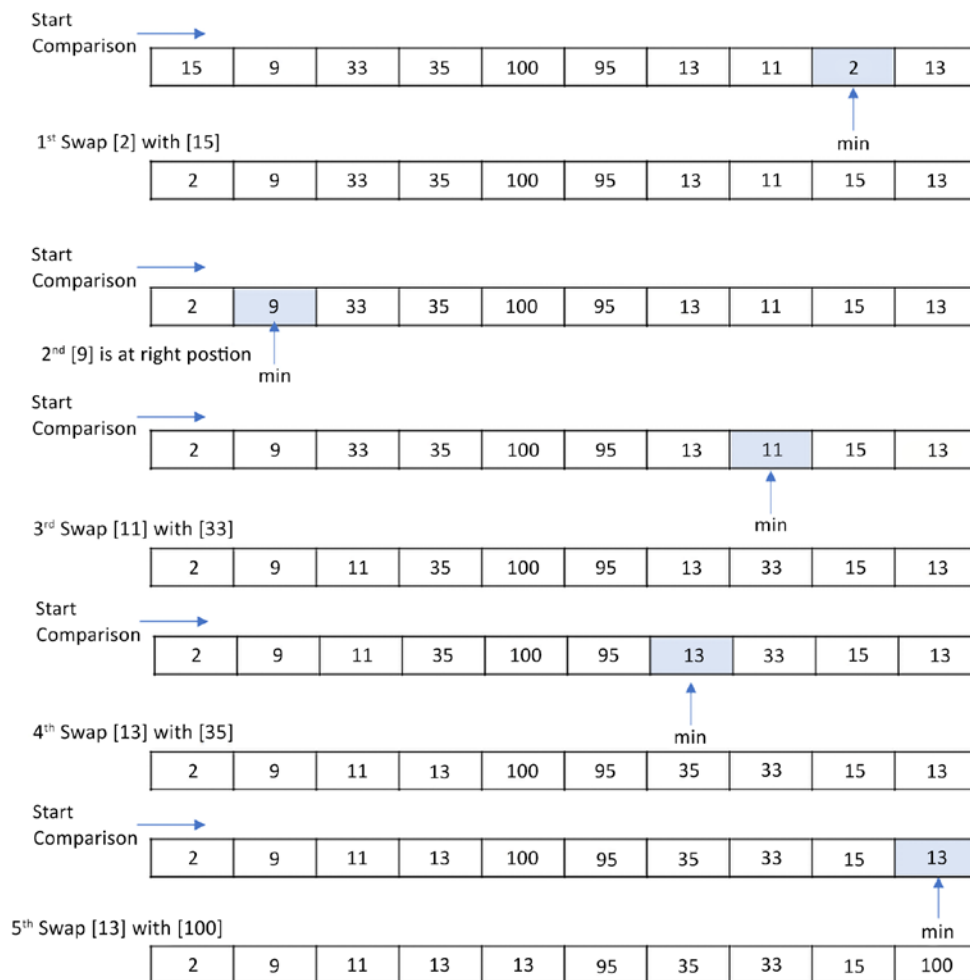 Start
Comparison
15 9 33 35 100 95 13 11 2 13
min
1st Swap [2] with [15]
2 9 33 35 100 95 13 11 15 13
Start
Comparison
2 9 33 35 100 95 13 11 15 13
2nd [9] is at right postion
min
Start
Comparison
2 9 33 35 100 95 13 11 15 13
min
3rd Swap [11] with [33]
2 9 11 35 100 95 13 33 15 13
Start
Comparison
2 9 11 35 100 95 13 33 15 13
min
4th Swap [13] with [35]
2 9 11 13 100 95 35 33 15 13
Start
Comparison
2 9 11 13 100 95 35 33 15 13
min
5th Swap [13] with [100]
2 9 11 13 13 95 35 33 15 100